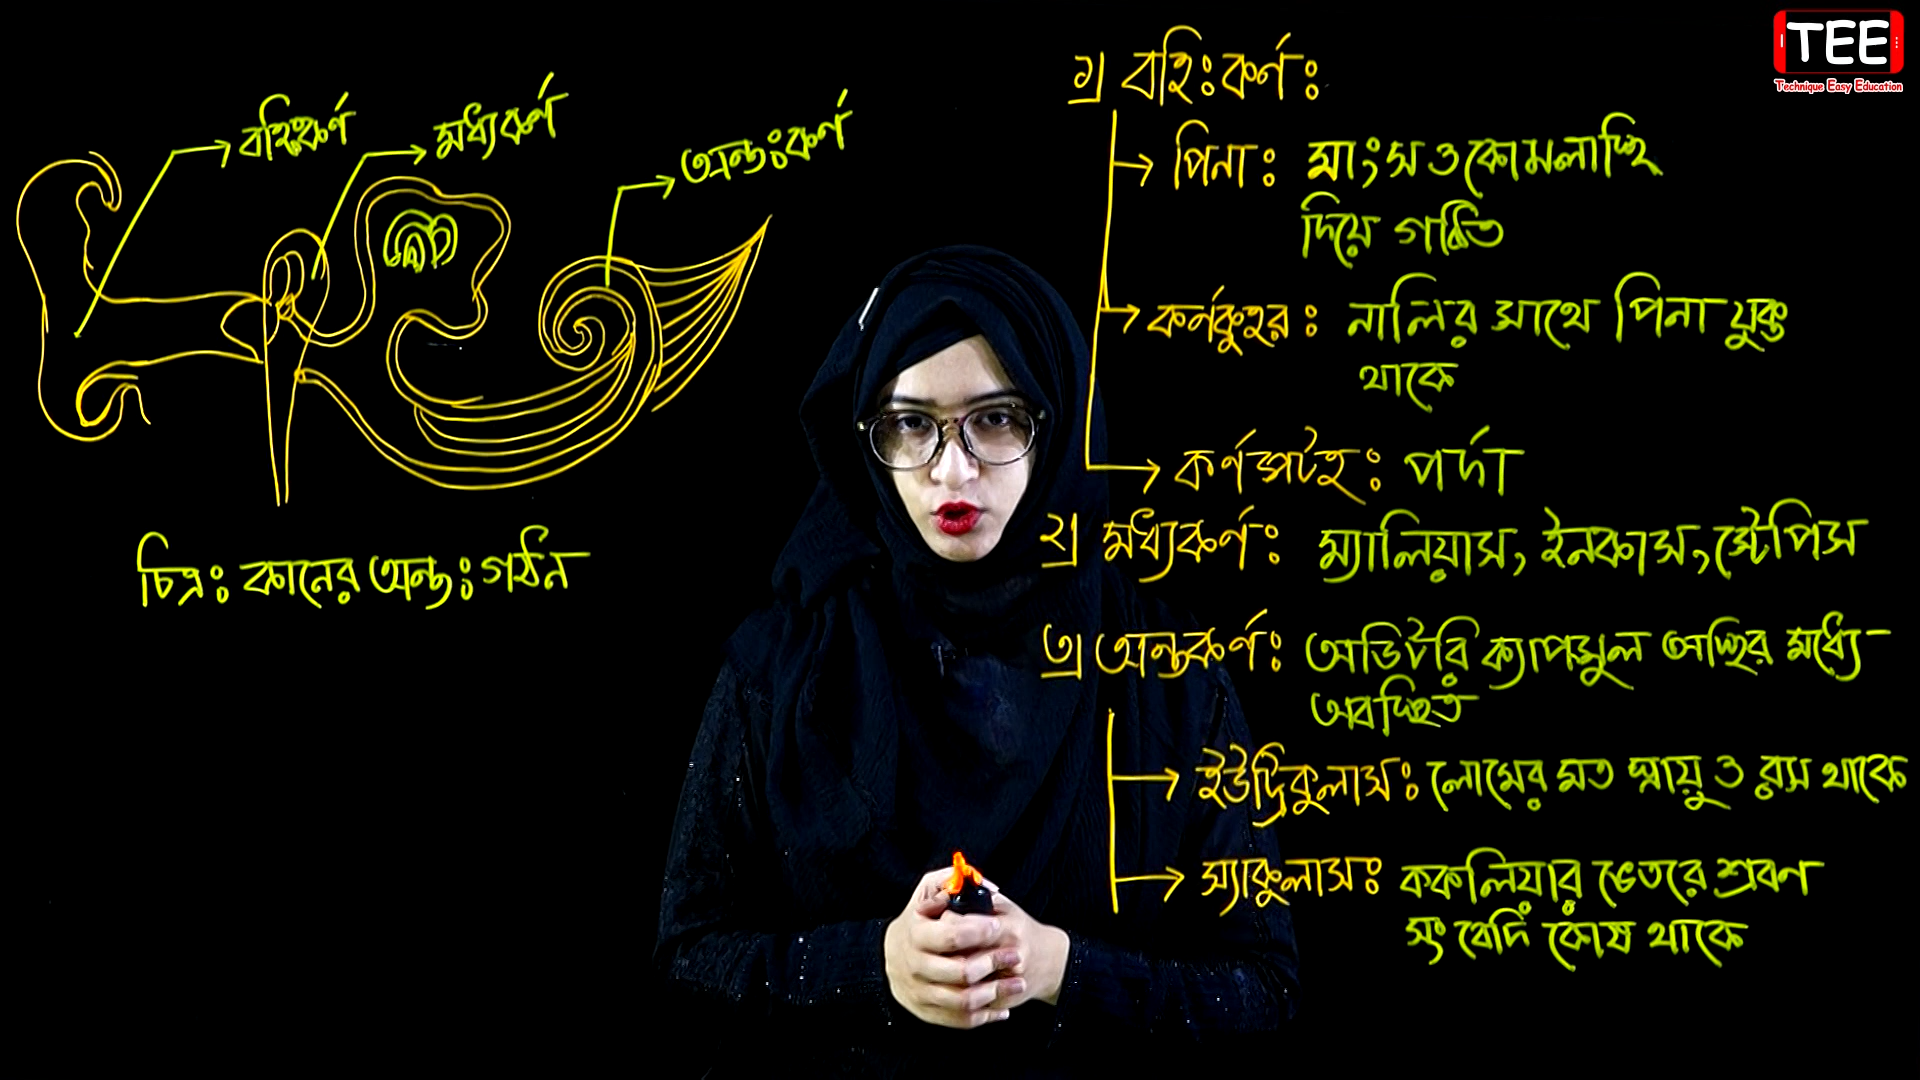 TEE
Technique Easy Education
বহিঃকর্ণ
মধ্যকর্ণ
অন্তঃকর্ণ
চিত্রঃ কানের অন্তঃগঠন
১) বহিঃকর্ণঃ
পিনাঃ মাংস ও কোমলাস্থি
দিয়ে গঠিত
কর্নকুহরঃ নালির সাথে পিনা যুক্ত
থাকে
কর্ণপটহঃ পর্দা
২) মধ্যকর্ণঃ ম্যালিয়াস, ইনকাস, স্টেপিস
৩) অন্তকর্ণঃ অডিটরি ক্যাপসুল অস্থির মধ্যে
অবস্থিত
ইউট্রিকুলাসঃ লোমের মত স্নায়ু ও রস থাকে
স্যাকুলাসঃ ককলিয়ার ভেতরে শ্রবণ
সংবেদি কোষ থাকে